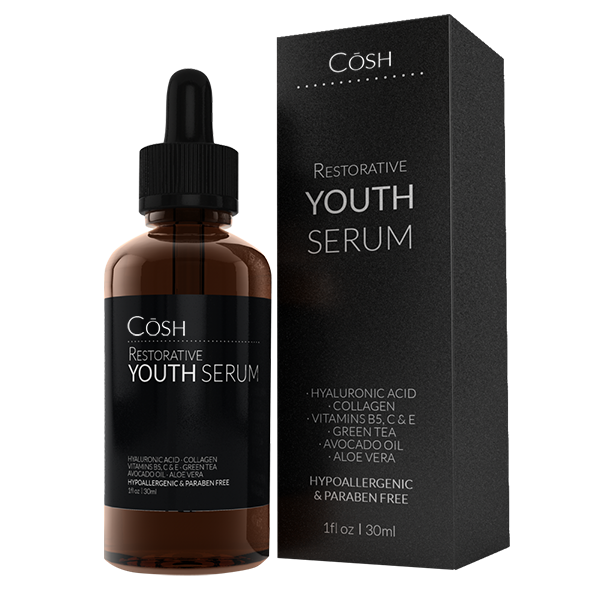 CŌSH
RESTORATIVE
YOUTH SERUM
HYALURONIC ACID · COLLAGEN
VITAMINS B5, C & E · GREEN TEA
AVOCADO OIL · ALOE VERA
HYPOALLERGENIC & PARABEN FREE
1fl oz | 30ml
CŌSH
RESTORATIVE
YOUTH
SERUM
· HYALURONIC ACID
· COLLAGEN
· VITAMINS B5, C & E
· GREEN TEA
· AVOCADO OIL
· ALOE VERA
HYPOALLERGENIC
& PARABEN FREE
1fl oz | 30ml